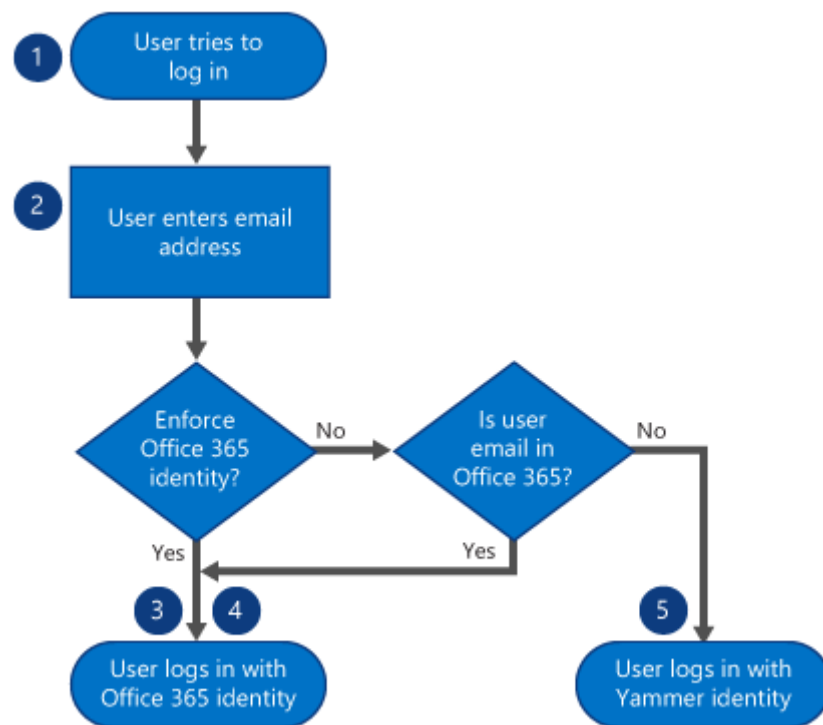 1
User tries to
log in
2
User enters email
address
Enforce
Office 365
identity?
No
Is user
email in
Office 365?
No
Yes
Yes
3
4
5
User logs in with
Office 365 identity
User logs in with
Yammer identity